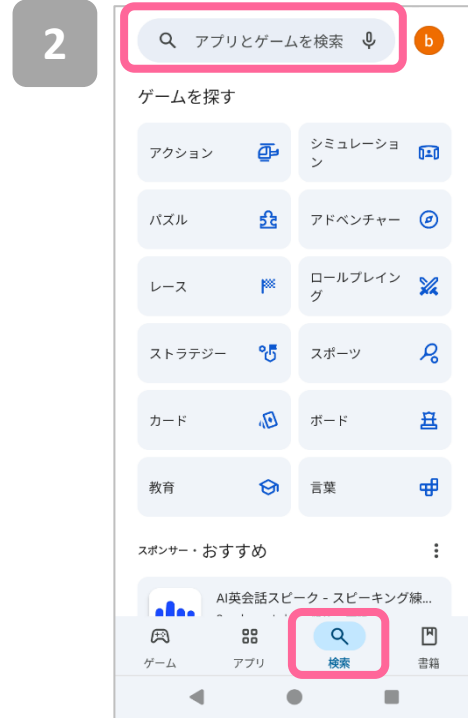 2
アプリとゲームを検索
b
ゲームを探す
アクション
シミュレーショ
ン
パズル
アドベンチャー
レース
ロールプレイン
グ
ストラテジー
スポーツ
カード
ボード
教育
言葉
スポンサー・おすすめ
AI英会話スピーク - スピーキング練...
ゲーム
アプリ
検索
書籍